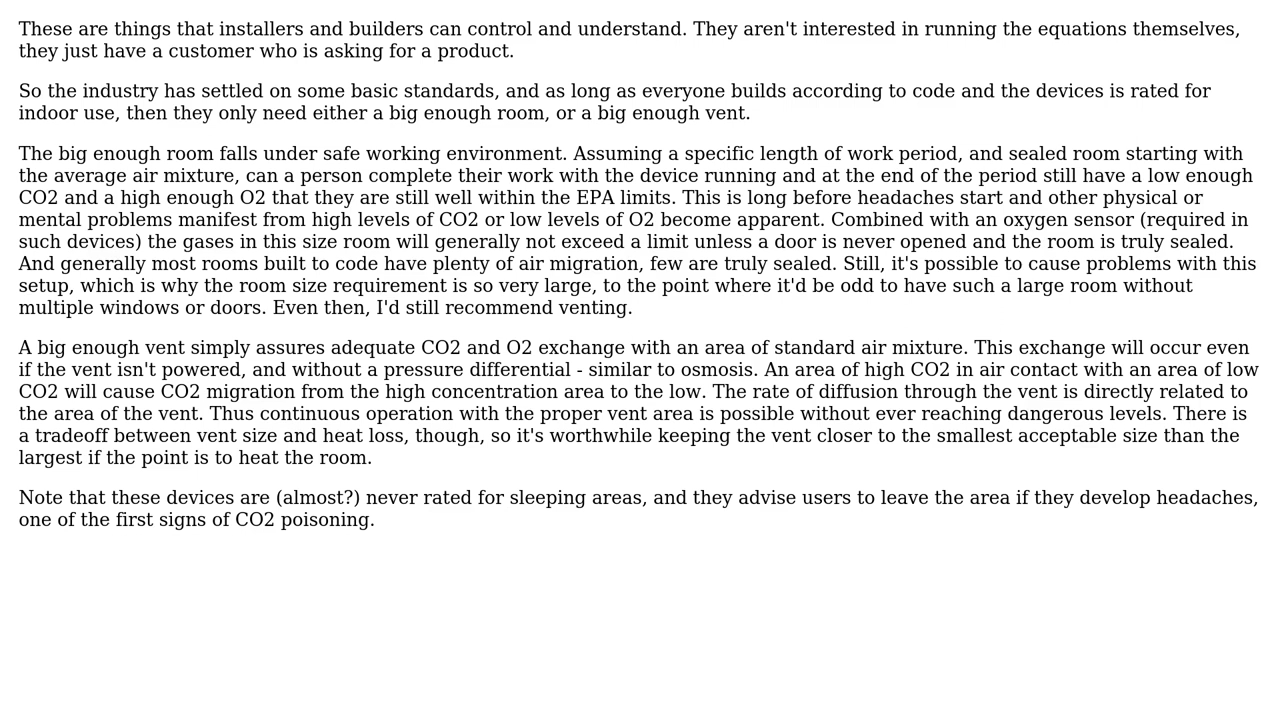 These are things that installers and builders can control and understand. They aren't interested in running the equations themselves,
they just have a customer who is asking for a product.
So the industry has settled on some basic standards, and as long as everyone builds according to code and the devices is rated for
indoor use, then they only need either a big enough room, or a big enough vent.
The big enough room falls under safe working environment. Assuming a specific length of work period, and sealed room starting with
the average air mixture, can a person complete their work with the device running and at the end of the period still have a low enough
CO2 and a high enough O2 that they are still well within the EPA limits. This is long before headaches start and other physical or
mental problems manifest from high levels of CO2 or low levels of O2 become apparent. Combined with an oxygen sensor (required in
such devices) the gases in this size room will generally not exceed a limit unless a door is never opened and the room is truly sealed.
And generally most rooms built to code have plenty of air migration, few are truly sealed. Still, it's possible to cause problems with this
setup, which is why the room size requirement is so very large, to the point where it'd be odd to have such a large room without
multiple windows or doors. Even then, I'd still recommend venting.
A big enough vent simply assures adequate CO2 and O2 exchange with an area of standard air mixture. This exchange will occur even
if the vent isn't powered, and without a pressure differential - similar to osmosis. An area of high CO2 in air contact with an area of low
CO2 will cause CO2 migration from the high concentration area to the low. The rate of diffusion through the vent is directly related to
the area of the vent. Thus continuous operation with the proper vent area is possible without ever reaching dangerous levels. There is
a tradeoff between vent size and heat loss, though, so it's worthwhile keeping the vent closer to the smallest acceptable size than the
largest if the point is to heat the room.
Note that these devices are (almost?) never rated for sleeping areas, and they advise users to leave the area if they develop headaches,
one of the first signs of CO2 poisoning.